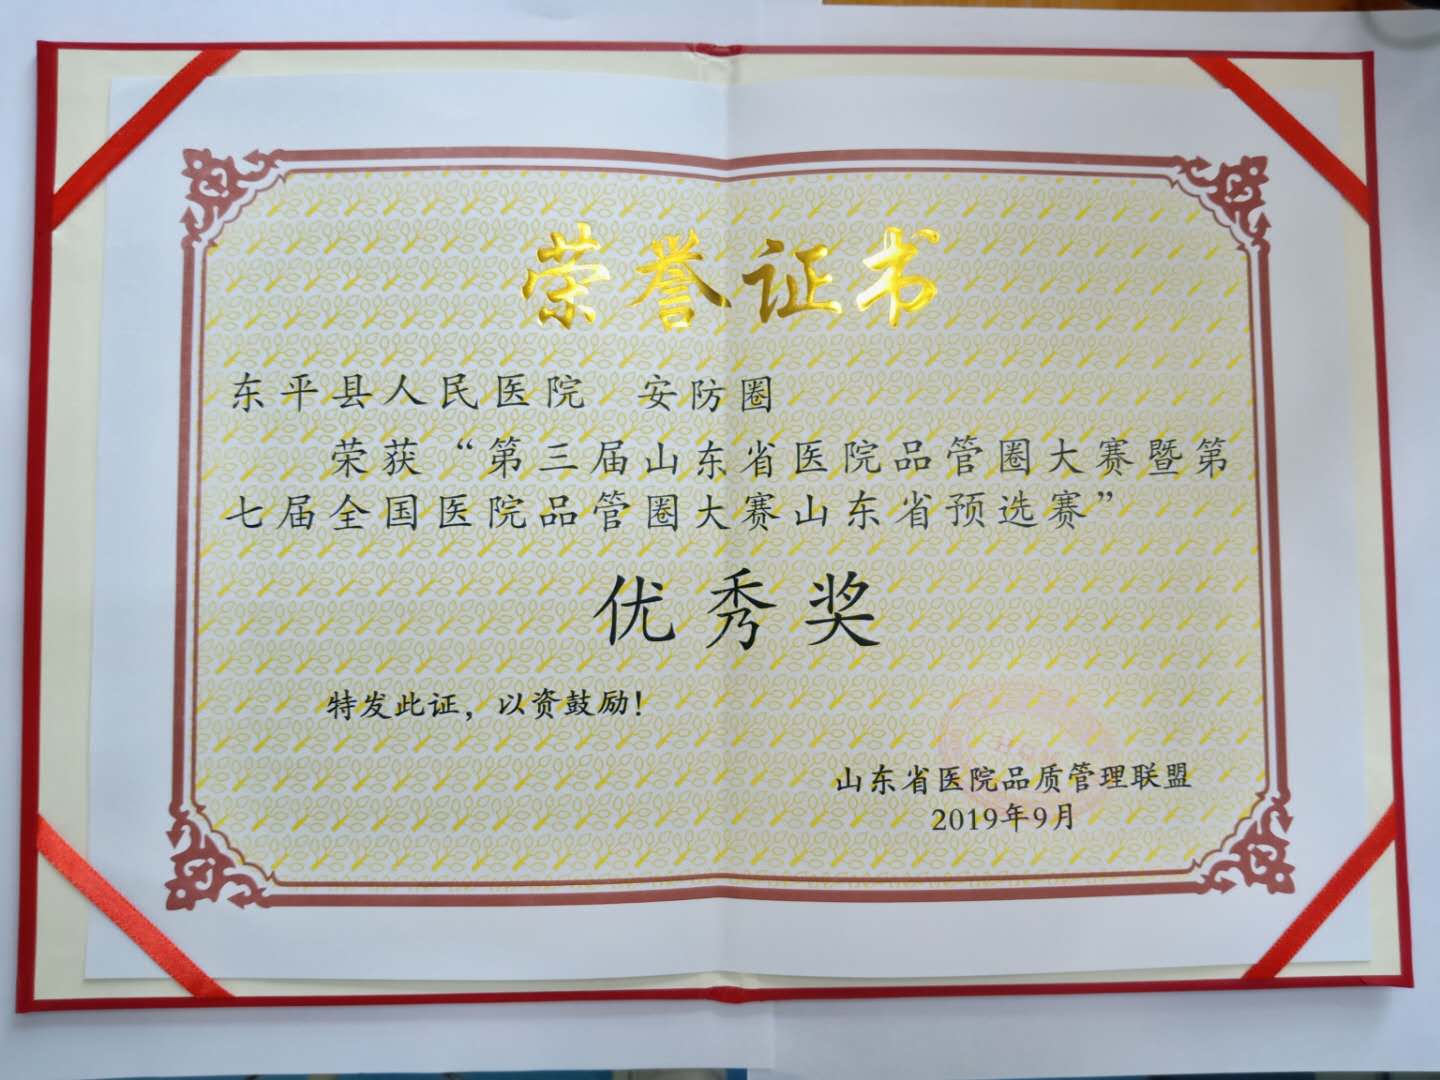 荣誉证书
东平县人民医院 安防圈
荣获“第三届山东省医院品管圈大赛暨第
七届全国医院品管圈大赛山东省预选赛”
优秀奖
特发此证，以资鼓励！
山东省医院品质管理联盟
2019年9月